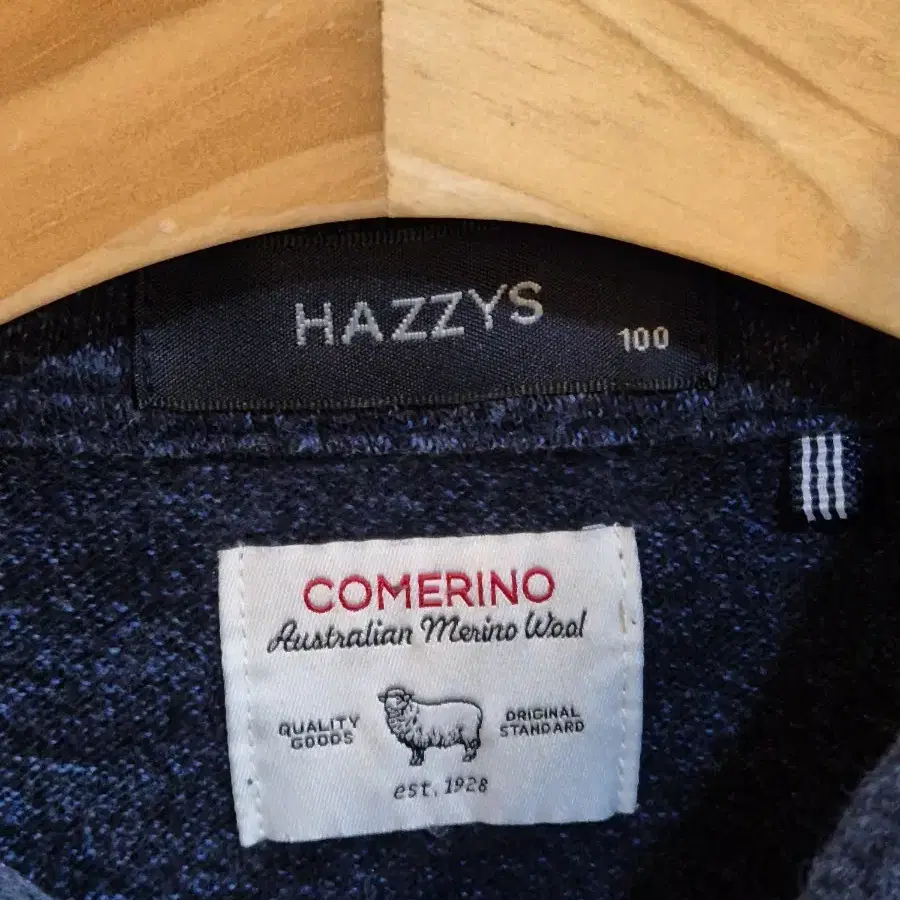 HAZZYS
100
COMERINO
Australian Merino Wool
QUALITY
GOODS
ORIGINAL
STANDARD
est. 1928